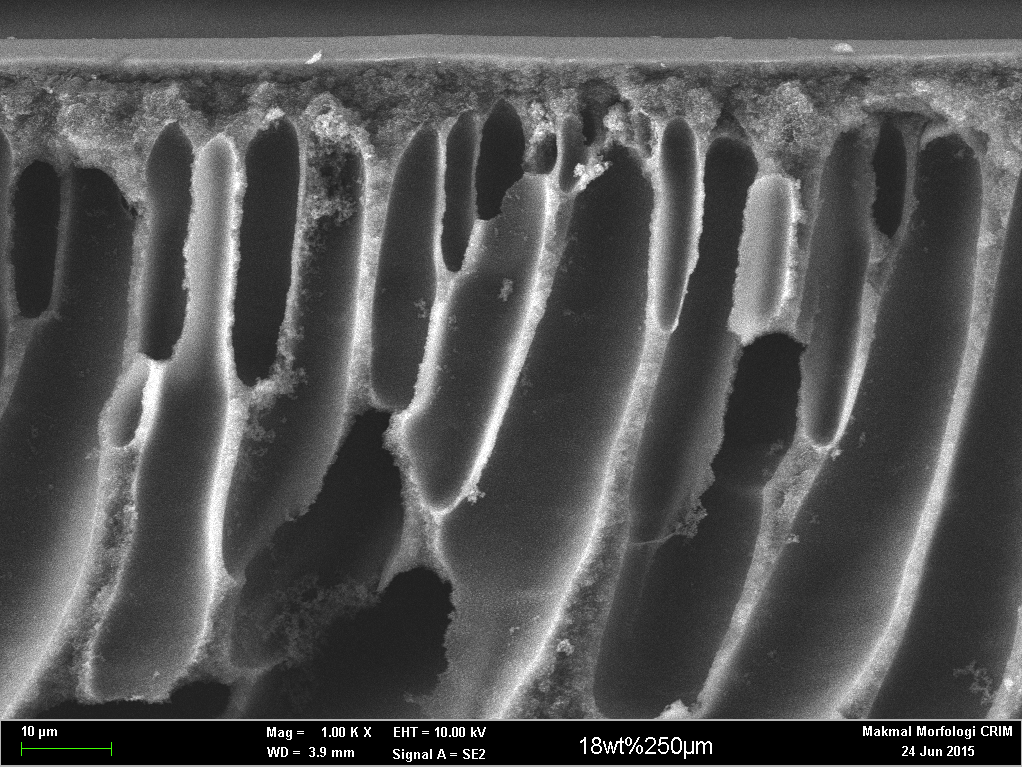 10 µm
Mag = 1.00 K X
EHT = 10.00 kV
WD = 3.9 mm
Signal A = SE2
18wt%250µm
Makmal Morfologi CRIM
24 Jun 2015